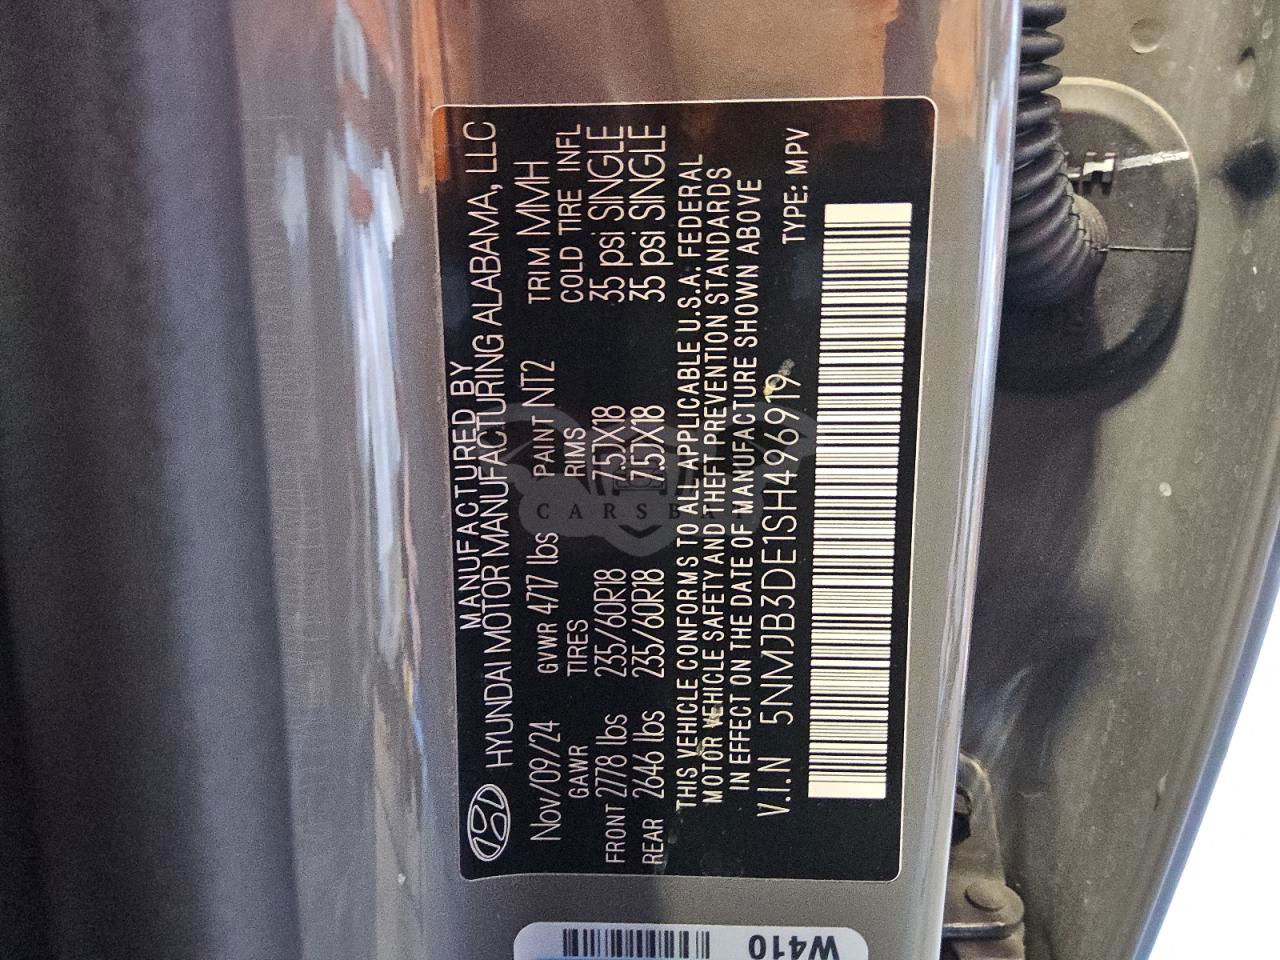 MANUFACTURED BY
HYUNDAI MOTOR MANUFACTURING ALABAMA, LLC
Nov/09/24 GVWR 4717 lbs PAINT NT2 TRIM MMH
GAWR TIRES RIMS COLD TIRE INFL
FRONT 2778 lbs 235/60R18 7.5JX18 35 psi SINGLE
REAR 2646 lbs 235/60R18 7.5JX18 35 psi SINGLE
THIS VEHICLE CONFORMS TO ALL APPLICABLE U.S.A. FEDERAL
MOTOR VEHICLE SAFETY AND THEFT PREVENTION STANDARDS
IN EFFECT ON THE DATE OF MANUFACTURE SHOWN ABOVE
V.I.N 5NMJB3DE1SH496919 TYPE: MPV
W410